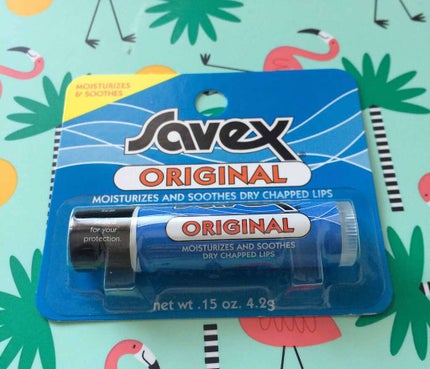 MOISTURIZES
& SOOTHES
Savex
ORIGINAL
MOISTURIZES AND SOOTHES DRY CHAPPED LIPS
for your
protection.
ORIGINAL
MOISTURIZES AND SOOTHES
DRY CHAPPED LIPS
net wt .15 oz. 4.2g